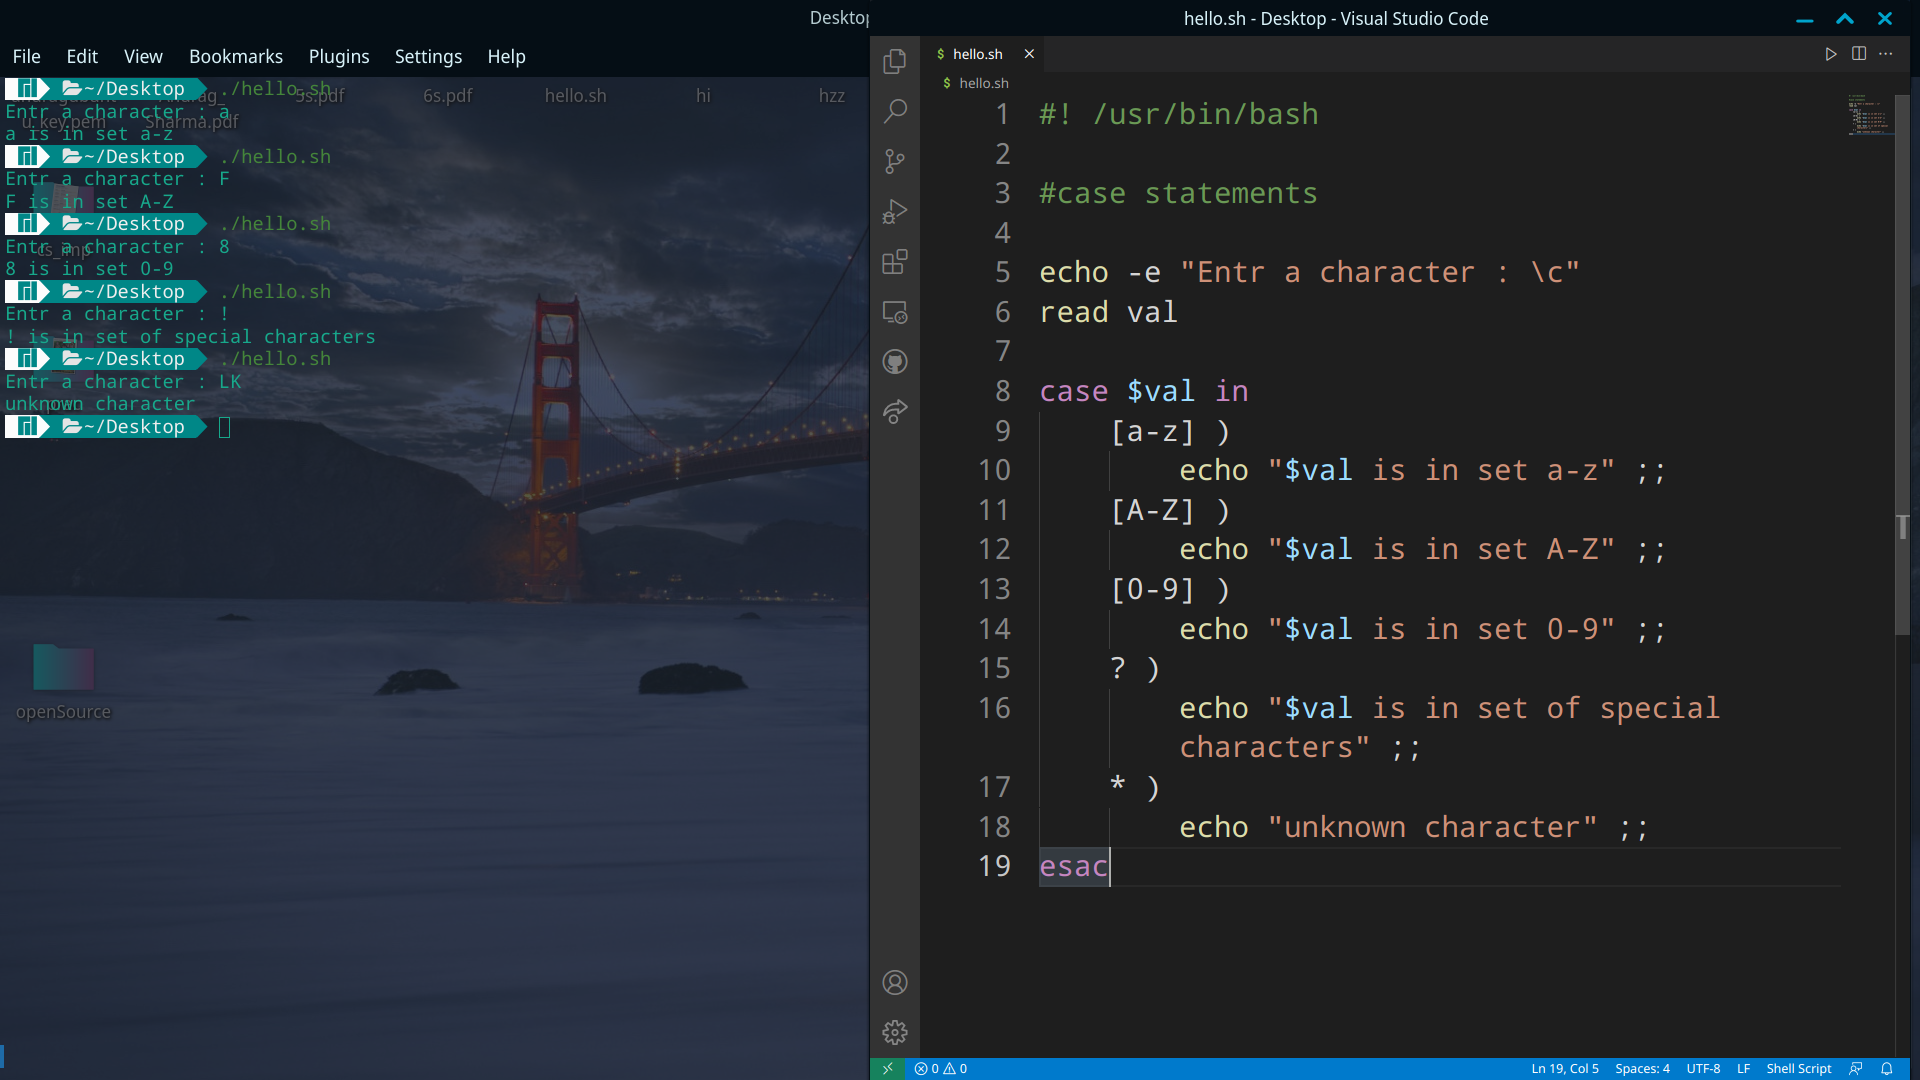 Desktop
File Edit View Bookmarks Plugins Settings Help
~/Desktop ./hello.sh
Entr a character : a
a is in set a-z
~/Desktop ./hello.sh
Entr a character : F
F is in set A-Z
~/Desktop ./hello.sh
Entr a character : 8
8 is in set 0-9
~/Desktop ./hello.sh
Entr a character : !
! is in set of special characters
~/Desktop ./hello.sh
Entr a character : LK
unknown character
~/Desktop
5s.pdf 6s.pdf hello.sh hi hzz
key.pem Sharma.pdf
cs_imp
openSource
hello.sh - Desktop - Visual Studio Code
$ hello.sh
$ hello.sh
1 #! /usr/bin/bash
2
3 #case statements
4
5 echo -e "Entr a character : \c"
6 read val
7
8 case $val in
9 [a-z] )
10 echo "$val is in set a-z" ;;
11 [A-Z] )
12 echo "$val is in set A-Z" ;;
13 [0-9] )
14 echo "$val is in set 0-9" ;;
15 ? )
16 echo "$val is in set of special
characters" ;;
17 * )
18 echo "unknown character" ;;
19 esac
0 0 Ln 19, Col 5 Spaces: 4 UTF-8 LF Shell Script